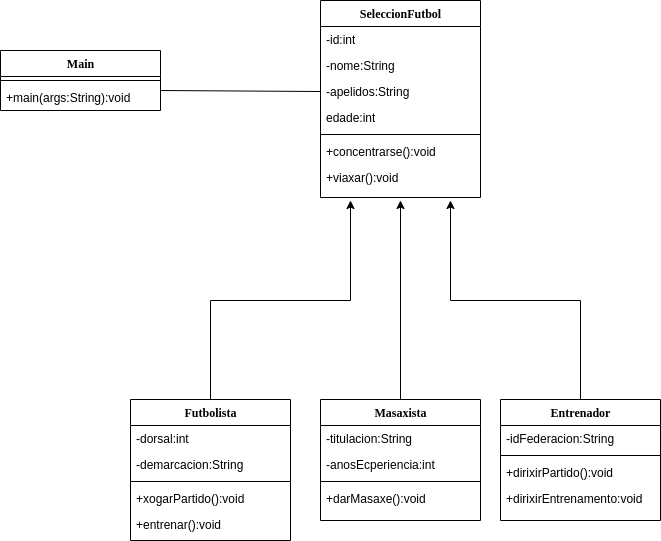 SeleccionFutbol
-id:int
-nome:String
-apelidos:String
edade:int
+concentrarse():void
+viaxar():void
Main
+main(args:String):void
Futbolista
-dorsal:int
-demarcacion:String
+xogarPartido():void
+entrenar():void
Masaxista
-titulacion:String
-anosEcperiencia:int
+darMasaxe():void
Entrenador
-idFederacion:String
+dirixirPartido():void
+dirixirEntrenamento:void